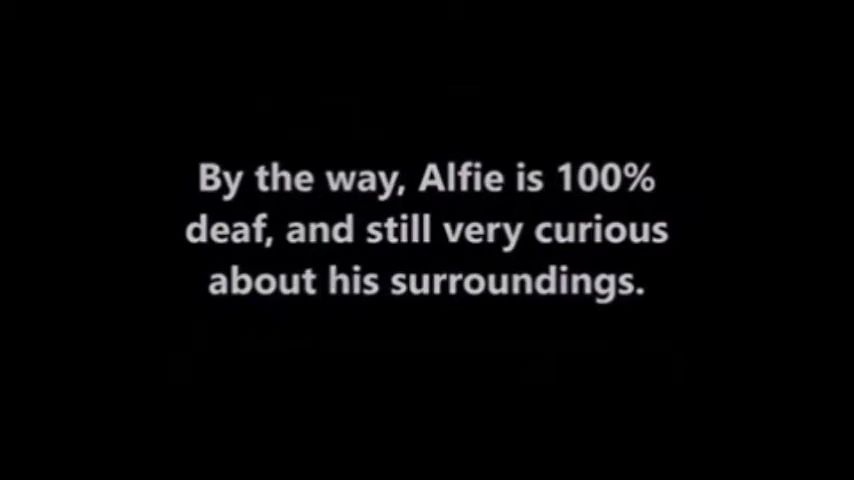 By the way, Alfie is 100%
deaf, and still very curious
about his surroundings.